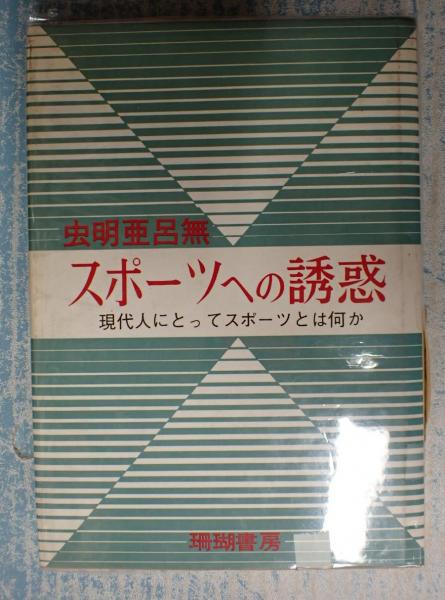 虫明亜呂無
スポーツへの誘惑
現代人にとってスポーツとは何か
珊瑚書房